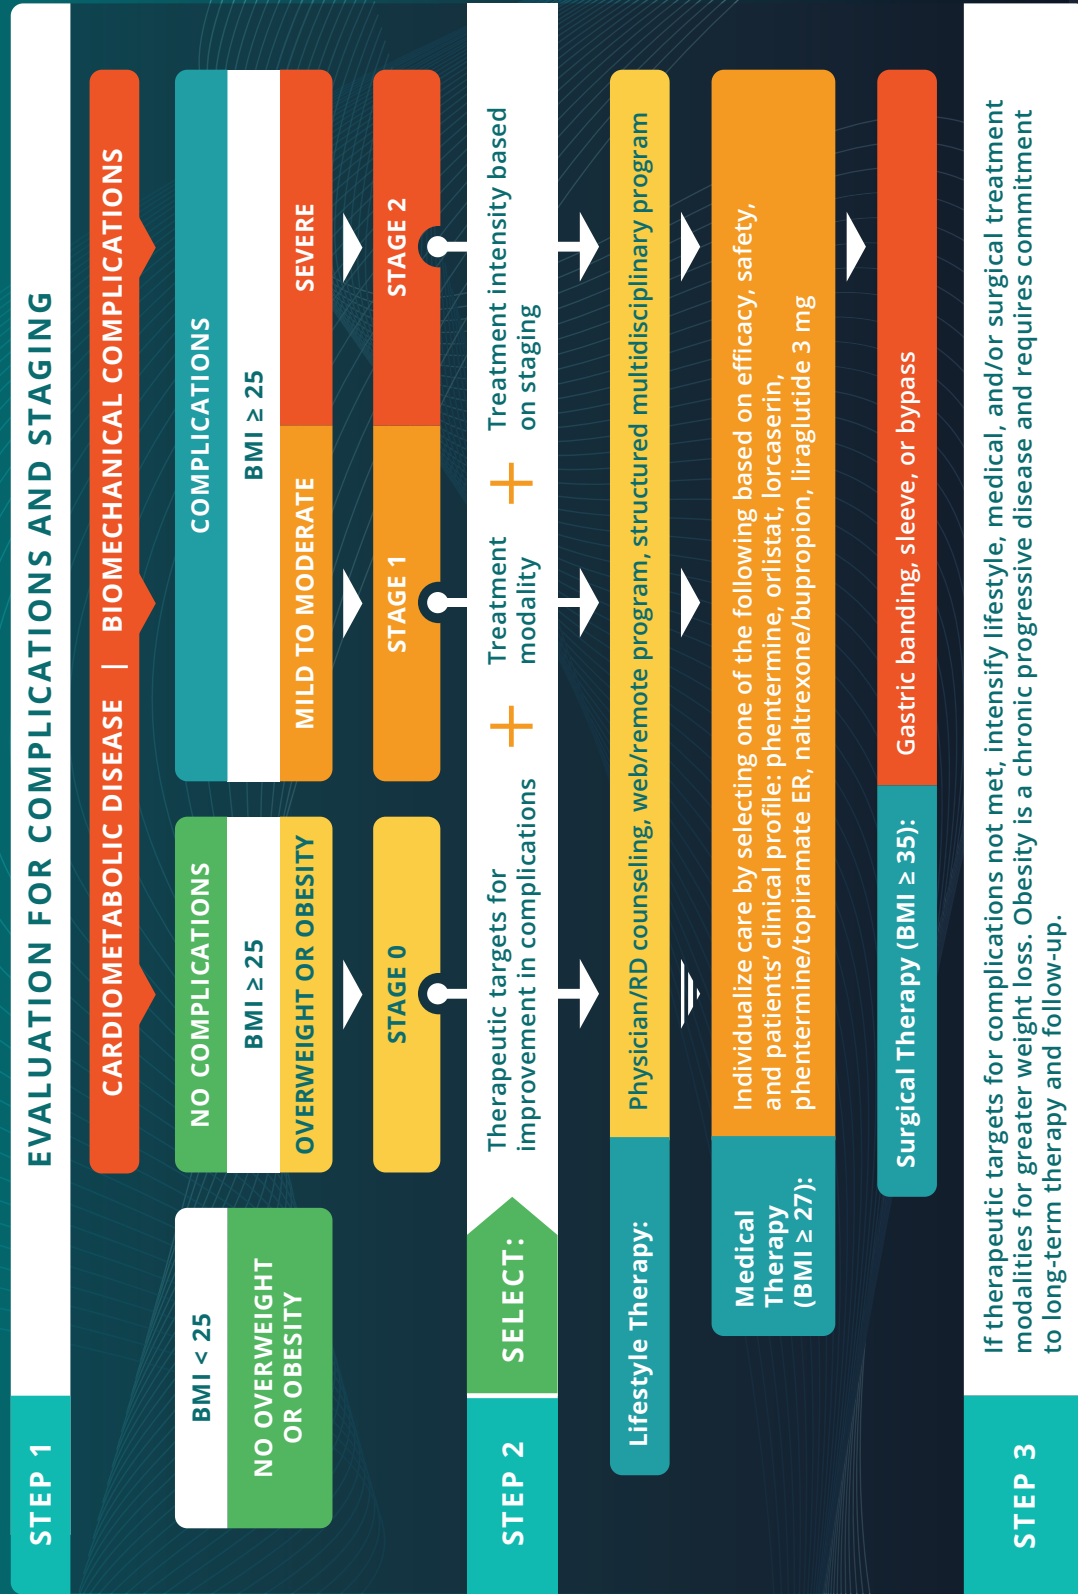 STEP 1
EVALUATION FOR COMPLICATIONS AND STAGING
CARDIOMETABOLIC DISEASE | BIOMECHANICAL COMPLICATIONS
BMI < 25
NO OVERWEIGHT
OR OBESITY
NO COMPLICATIONS
BMI ≥ 25
OVERWEIGHT OR OBESITY
STAGE 0
COMPLICATIONS
BMI ≥ 25
MILD TO MODERATE
SEVERE
STAGE 1
STAGE 2
STEP 2
SELECT:
Therapeutic targets for
improvement in complications
+
Treatment
modality
+
Treatment intensity based
on staging
Lifestyle Therapy:
Physician/RD counseling, web/remote program, structured multidisciplinary program
Medical
Therapy
(BMI ≥ 27):
Individualize care by selecting one of the following based on efficacy, safety,
and patients’ clinical profile: phentermine, orlistat, lorcaserin,
phentermine/topiramate ER, naltrexone/bupropion, liraglutide 3 mg
Surgical Therapy (BMI ≥ 35):
Gastric banding, sleeve, or bypass
STEP 3
If therapeutic targets for complications not met, intensify lifestyle, medical, and/or surgical treatment
modalities for greater weight loss. Obesity is a chronic progressive disease and requires commitment
to long-term therapy and follow-up.